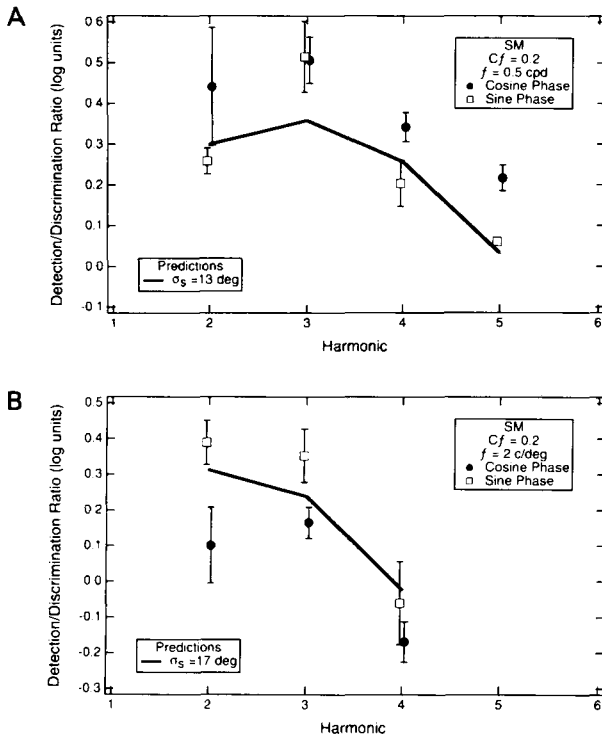 A
Detection/Discrimination Ratio (log units)
0.6
0.5
0.4
0.3
0.2
0.1
0.0
-0.1
SM
Cf = 0.2
f = 0.5 cpd
Cosine Phase
Sine Phase
Predictions
σs =13 deg
1 2 3 4 5 6
Harmonic
B
Detection/Discrimination Ratio (log units)
0.5
0.4
0.3
0.2
0.1
0.0
-0.1
-0.2
-0.3
SM
Cf = 0.2
f = 2 c/deg
Cosine Phase
Sine Phase
Predictions
σs =17 deg
1 2 3 4 5 6
Harmonic